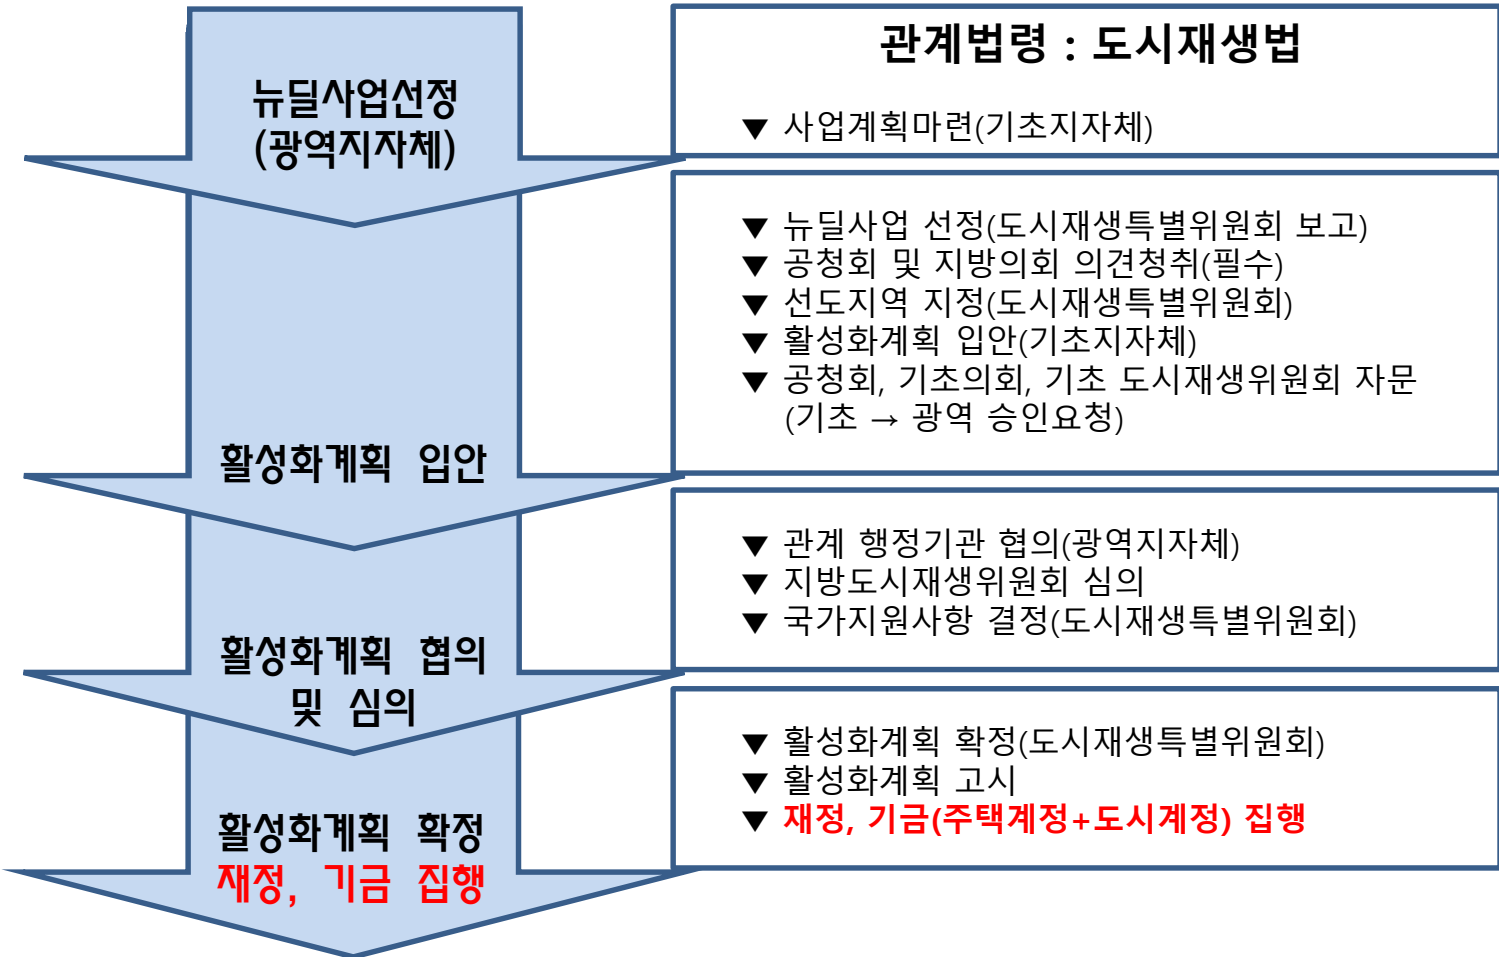 뉴딜사업선정
(광역지자체)
관계법령 : 도시재생법
▼ 사업계획마련(기초지자체)
▼ 뉴딜사업 선정(도시재생특별위원회 보고)
▼ 공청회 및 지방의회 의견청취(필수)
▼ 선도지역 지정(도시재생특별위원회)
▼ 활성화계획 입안(기초지자체)
▼ 공청회, 기초의회, 기초 도시재생위원회 자문
(기초 → 광역 승인요청)
활성화계획 입안
▼ 관계 행정기관 협의(광역지자체)
▼ 지방도시재생위원회 심의
▼ 국가지원사항 결정(도시재생특별위원회)
활성화계획 협의
및 심의
▼ 활성화계획 확정(도시재생특별위원회)
▼ 활성화계획 고시
▼ 재정, 기금(주택계정+도시계정) 집행
활성화계획 확정
재정, 기금 집행